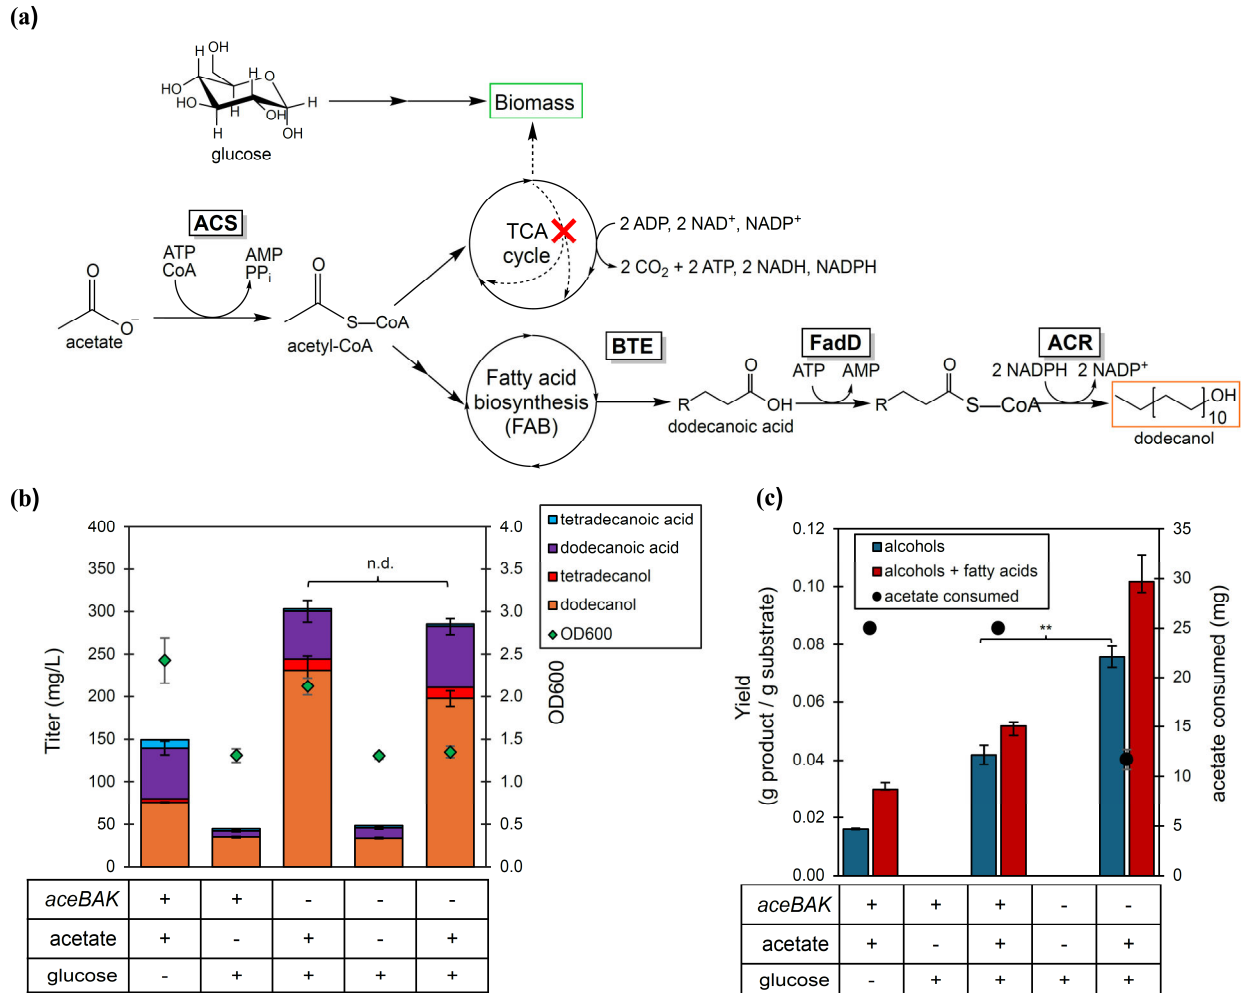 (a)
H OH
H
O
HO
HO
H
H
OH
H
OH
glucose
Biomass
ACS
ATP
CoA
AMP
PPi
O
O−
acetate
O
S—CoA
acetyl-CoA
TCA
cycle
2 ADP, 2 NAD+, NADP+
2 CO2 + 2 ATP, 2 NADH, NADPH
Fatty acid
biosynthesis
(FAB)
BTE
O
R
OH
dodecanoic acid
FadD
ATP AMP
O
R
S—CoA
ACR
2 NADPH 2 NADP+
OH
10
dodecanol
(b)
400
350
300
250
200
150
100
50
0
Titer (mg/L)
n.d.
4.0
3.5
3.0
2.5
2.0
1.5
1.0
0.5
0.0
OD600
tetradecanoic acid
dodecanoic acid
tetradecanol
dodecanol
OD600
aceBAK + + - - -
acetate + - + - +
glucose - + + + +
(c)
0.12
0.10
0.08
0.06
0.04
0.02
0.00
Yield
(g product / g substrate)
alcohols
alcohols + fatty acids
acetate consumed
**
35
30
25
20
15
10
5
0
acetate consumed (mg)
aceBAK + + + - -
acetate + - + - +
glucose - + + + +